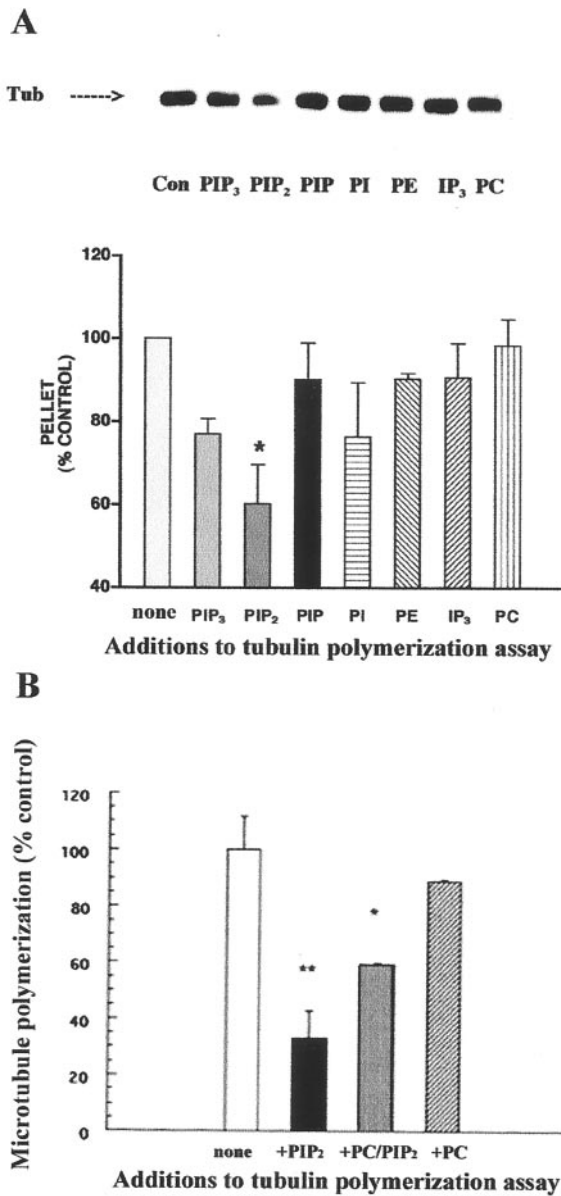 A
Tub ------>
Con PIP₃ PIP₂ PIP PI PE IP₃ PC
120
100
80
60
40
PELLET
(% CONTROL)
*
none PIP₃ PIP₂ PIP PI PE IP₃ PC
Additions to tubulin polymerization assay
B
Microtubule polymerization (% control)
120
100
80
60
40
20
0
**
*
none +PIP₂ +PC/PIP₂ +PC
Additions to tubulin polymerization assay